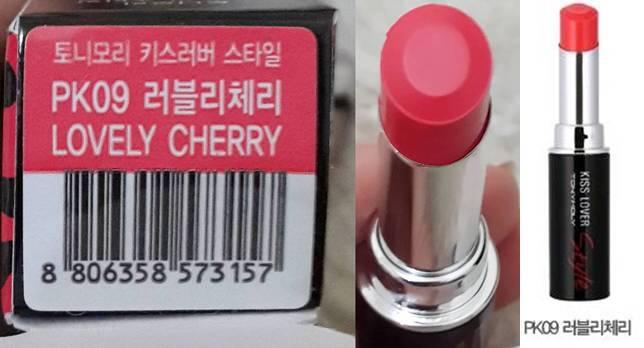 토니모리 키스러버 스타일
PK09 러블리체리
LOVELY CHERRY
8 806358 573157
KISS LOVER
TONYMOLY
Style
PK09 러블리체리